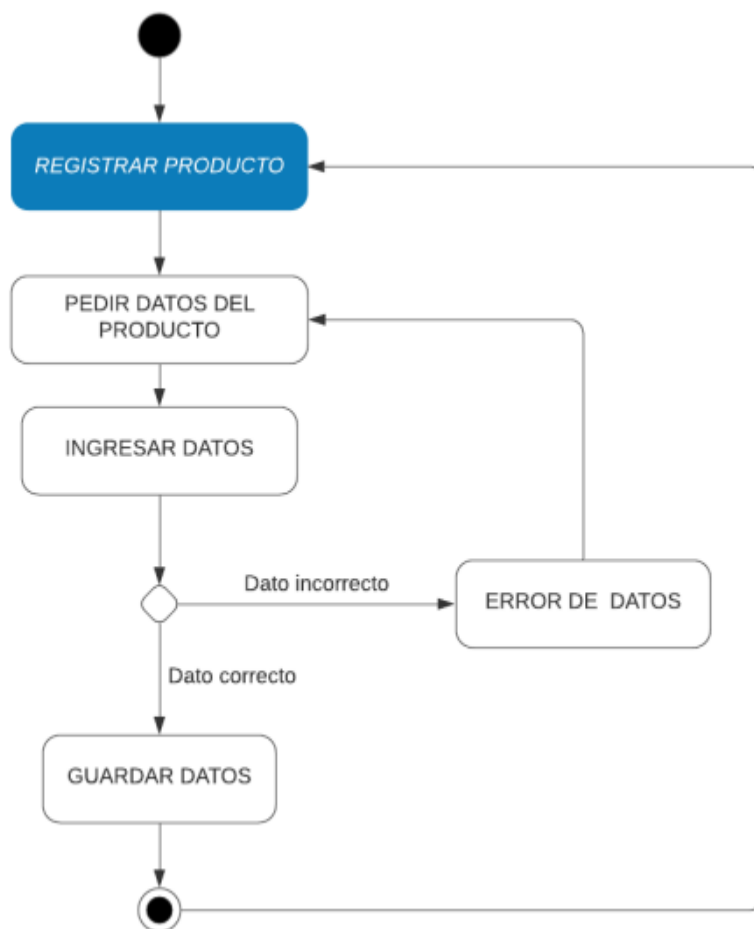 REGISTRAR PRODUCTO
PEDIR DATOS DEL
PRODUCTO
INGRESAR DATOS
Dato incorrecto
ERROR DE DATOS
Dato correcto
GUARDAR DATOS